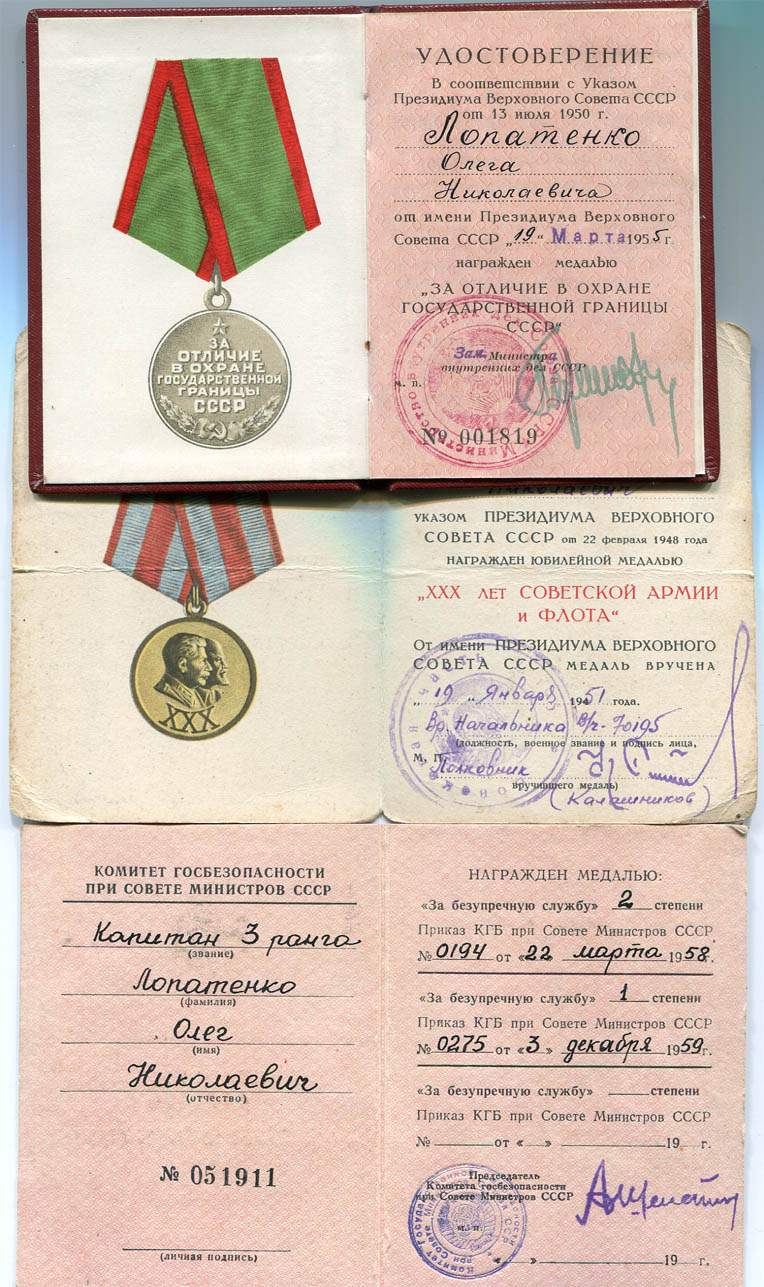 ЗА
ОТЛИЧИЕ
В ОХРАНЕ
ГОСУДАРСТВЕННОЙ
ГРАНИЦЫ
СССР
УДОСТОВЕРЕНИЕ
В соответствии с Указом
Президиума Верховного Совета СССР
от 13 июля 1950 г.
Лопатенко
Олега
Николаевича
от имени Президиума Верховного
Совета СССР „19“ Марта 1955 г.
награжден медалью
„ЗА ОТЛИЧИЕ В ОХРАНЕ
ГОСУДАРСТВЕННОЙ ГРАНИЦЫ
СССР“
Зам. Министра
внутренних дел СССР
м. п.
№ 001819
Николаевич
УКАЗОМ ПРЕЗИДИУМА ВЕРХОВНОГО
СОВЕТА СССР от 22 февраля 1948 года
НАГРАЖДЕН ЮБИЛЕЙНОЙ МЕДАЛЬЮ
„XXX ЛЕТ СОВЕТСКОЙ АРМИИ
И ФЛОТА“
От имени ПРЕЗИДИУМА ВЕРХОВНОГО
СОВЕТА СССР МЕДАЛЬ ВРУЧЕНА
„19„ Января 1951 года.
Вр. Начальника В/ч-70195
(должность, военное звание и подпись лица,
М. П.
Полковник
вручившего медаль)
(Калашников)
XXX
КОМИТЕТ ГОСБЕЗОПАСНОСТИ
ПРИ СОВЕТЕ МИНИСТРОВ СССР
Капитан 3 ранга
(звание)
Лопатенко
(фамилия)
Олег
(имя)
Николаевич
(отчество)
№ 051911
(личная подпись)
НАГРАЖДЕН МЕДАЛЬЮ:
«За безупречную службу» 2 степени
Приказ КГБ при Совете Министров СССР
№ 0194 от «22 марта 1958г.
«За безупречную службу» 1 степени
Приказ КГБ при Совете Министров СССР
№ 0275 от «3» декабря 1959г.
«За безупречную службу» степени
Приказ КГБ при Совете Министров СССР
№ от « » 19 г.
Председатель
Комитета госбезопасности
при Совете Министров СССР
м. п.
« » 19 г.